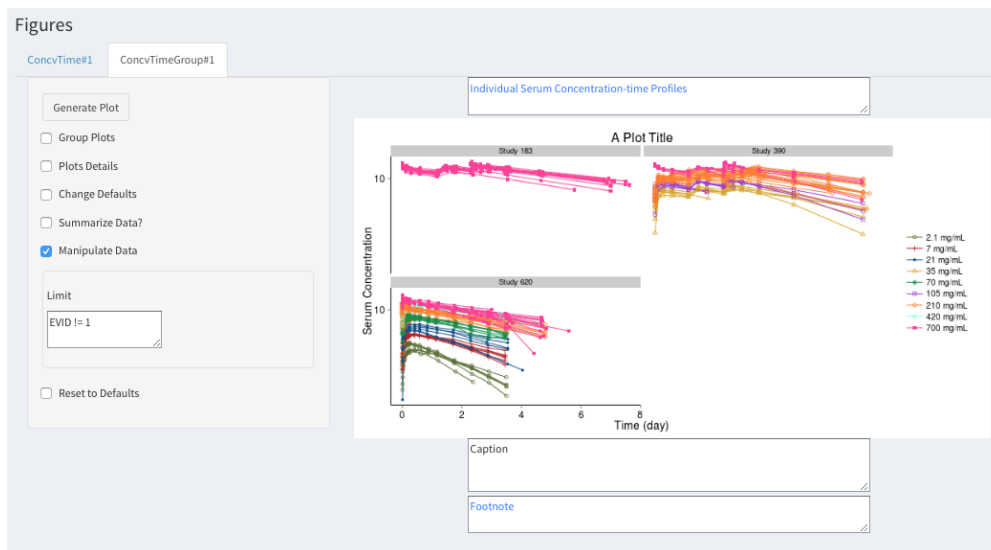 Figures
ConcvTime#1
ConcvTimeGroup#1
Generate Plot
Group Plots
Plots Details
Change Defaults
Summarize Data?
Manipulate Data
Limit
EVID != 1
Reset to Defaults
Individual Serum Concentration-time Profiles
A Plot Title
Study 183
Study 390
10
Study 620
10
Serum Concentration
0 2 4 6 8
Time (day)
2.1 mg/mL
7 mg/mL
21 mg/mL
35 mg/mL
70 mg/mL
105 mg/mL
210 mg/mL
420 mg/mL
700 mg/mL
Caption
Footnote